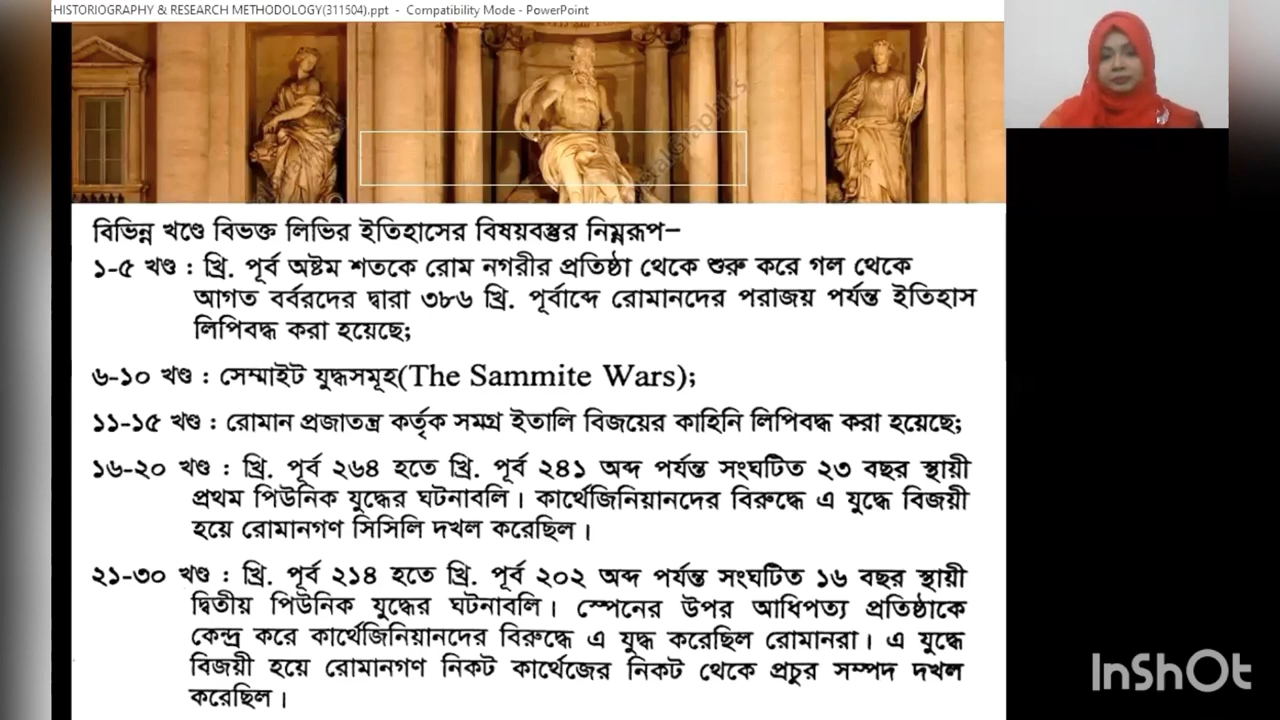 -HISTORIOGRAPHY & RESEARCH METHODOLOGY(311504).ppt - Compatibility Mode - PowerPoint
বিভিন্ন খণ্ডে বিভক্ত লিভির ইতিহাসের বিষয়বস্তুর নিম্নরূপ–
১-৫ খণ্ড : খ্রি. পূর্ব অষ্টম শতকে রোম নগরীর প্রতিষ্ঠা থেকে শুরু করে গল থেকে
আগত বর্বরদের দ্বারা ৩৮৬ খ্রি. পূর্বাব্দে রোমানদের পরাজয় পর্যন্ত ইতিহাস
লিপিবদ্ধ করা হয়েছে;
৬-১০ খণ্ড : সেম্মাইট যুদ্ধসমূহ(The Sammite Wars);
১১-১৫ খণ্ড : রোমান প্রজাতন্ত্র কর্তৃক সমগ্র ইতালি বিজয়ের কাহিনি লিপিবদ্ধ করা হয়েছে;
১৬-২০ খণ্ড : খ্রি. পূর্ব ২৬৪ হতে খ্রি. পূর্ব ২৪১ অব্দ পর্যন্ত সংঘটিত ২৩ বছর স্থায়ী
প্রথম পিউনিক যুদ্ধের ঘটনাবলি। কার্থেজিনিয়ানদের বিরুদ্ধে এ যুদ্ধে বিজয়ী
হয়ে রোমানগণ সিসিলি দখল করেছিল।
২১-৩০ খণ্ড : খ্রি. পূর্ব ২১৪ হতে খ্রি. পূর্ব ২০২ অব্দ পর্যন্ত সংঘটিত ১৬ বছর স্থায়ী
দ্বিতীয় পিউনিক যুদ্ধের ঘটনাবলি। স্পেনের উপর আধিপত্য প্রতিষ্ঠাকে
কেন্দ্র করে কার্থেজিনিয়ানদের বিরুদ্ধে এ যুদ্ধ করেছিল রোমানরা। এ যুদ্ধে
বিজয়ী হয়ে রোমানগণ নিকট কার্থেজের নিকট থেকে প্রচুর সম্পদ দখল
করেছিল।
InShOt